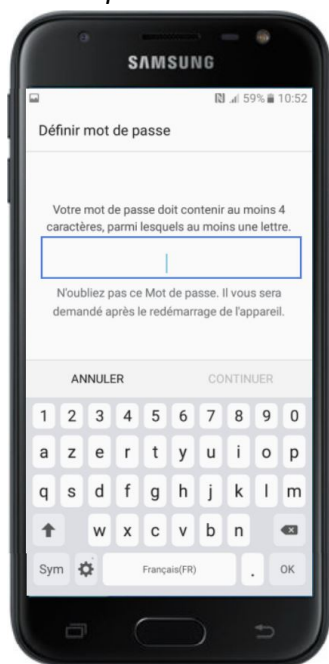 SAMSUNG
59% 10:52
Définir mot de passe
Votre mot de passe doit contenir au moins 4
caractères, parmi lesquels au moins une lettre.
N'oubliez pas ce Mot de passe. Il vous sera
demandé après le redémarrage de l'appareil.
ANNULER CONTINUER
1 2 3 4 5 6 7 8 9 0
a z e r t y u i o p
q s d f g h j k l m
w x c v b n
Sym Français(FR) . OK